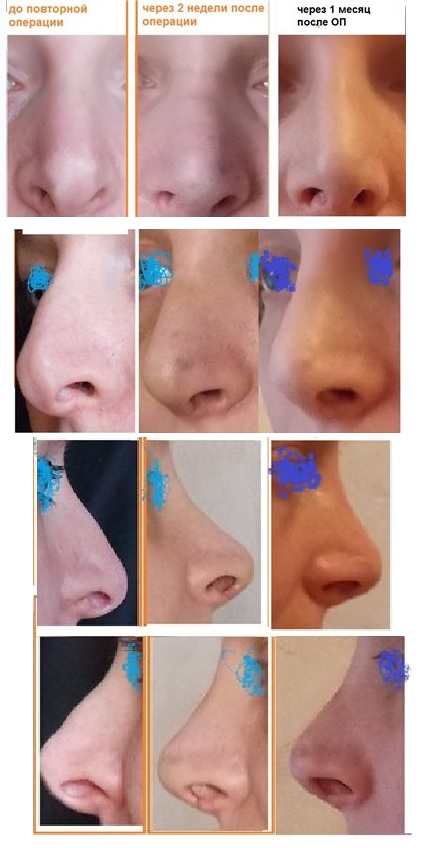 до повторной
операции
через 2 недели после
операции
через 1 месяц
после ОП